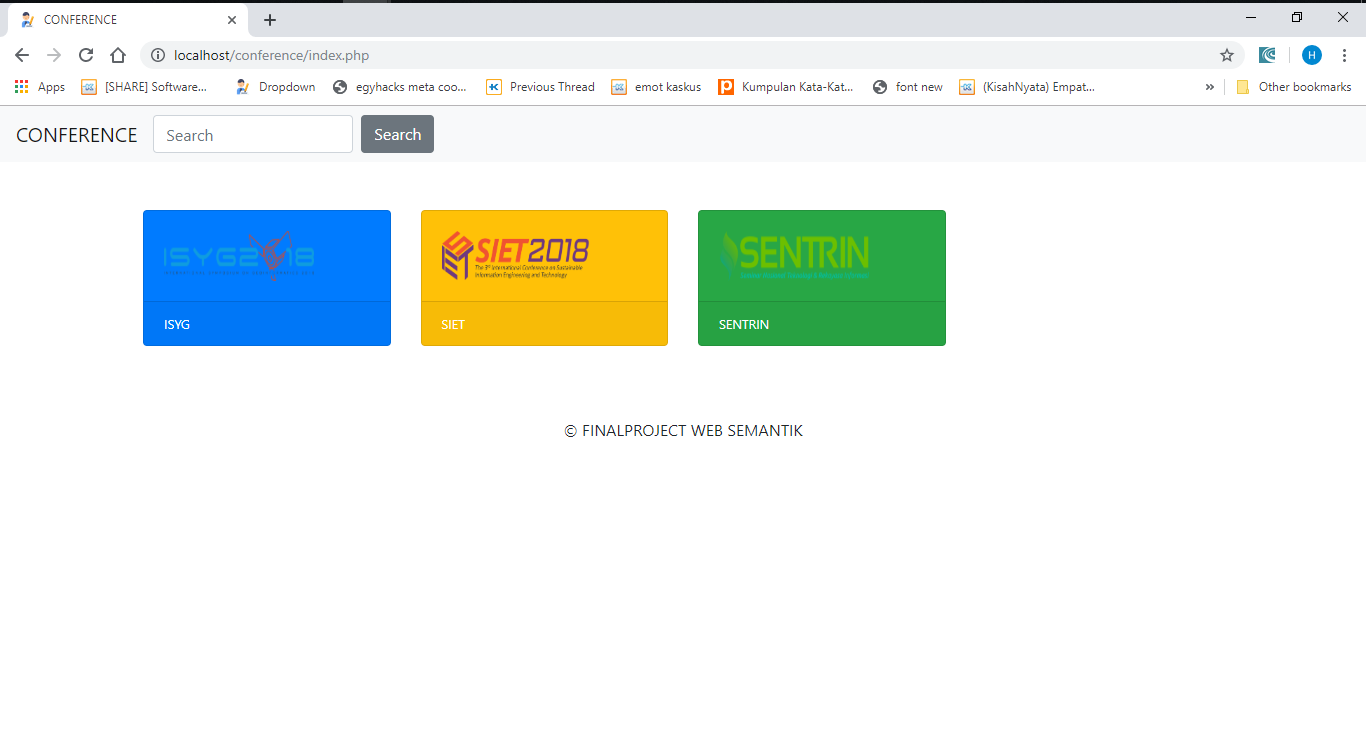 CONFERENCE
localhost/conference/index.php
H
Apps [SHARE] Software... Dropdown egyhacks meta coo... Previous Thread emot kaskus Kumpulan Kata-Kat... font new (KisahNyata) Empat... » Other bookmarks
CONFERENCE Search Search
ISYG2018
SIET2018
The 3rd International Conference on Sustainable
Information Engineering and Technology
SENTRIN
ISYG SIET SENTRIN
© FINALPROJECT WEB SEMANTIK